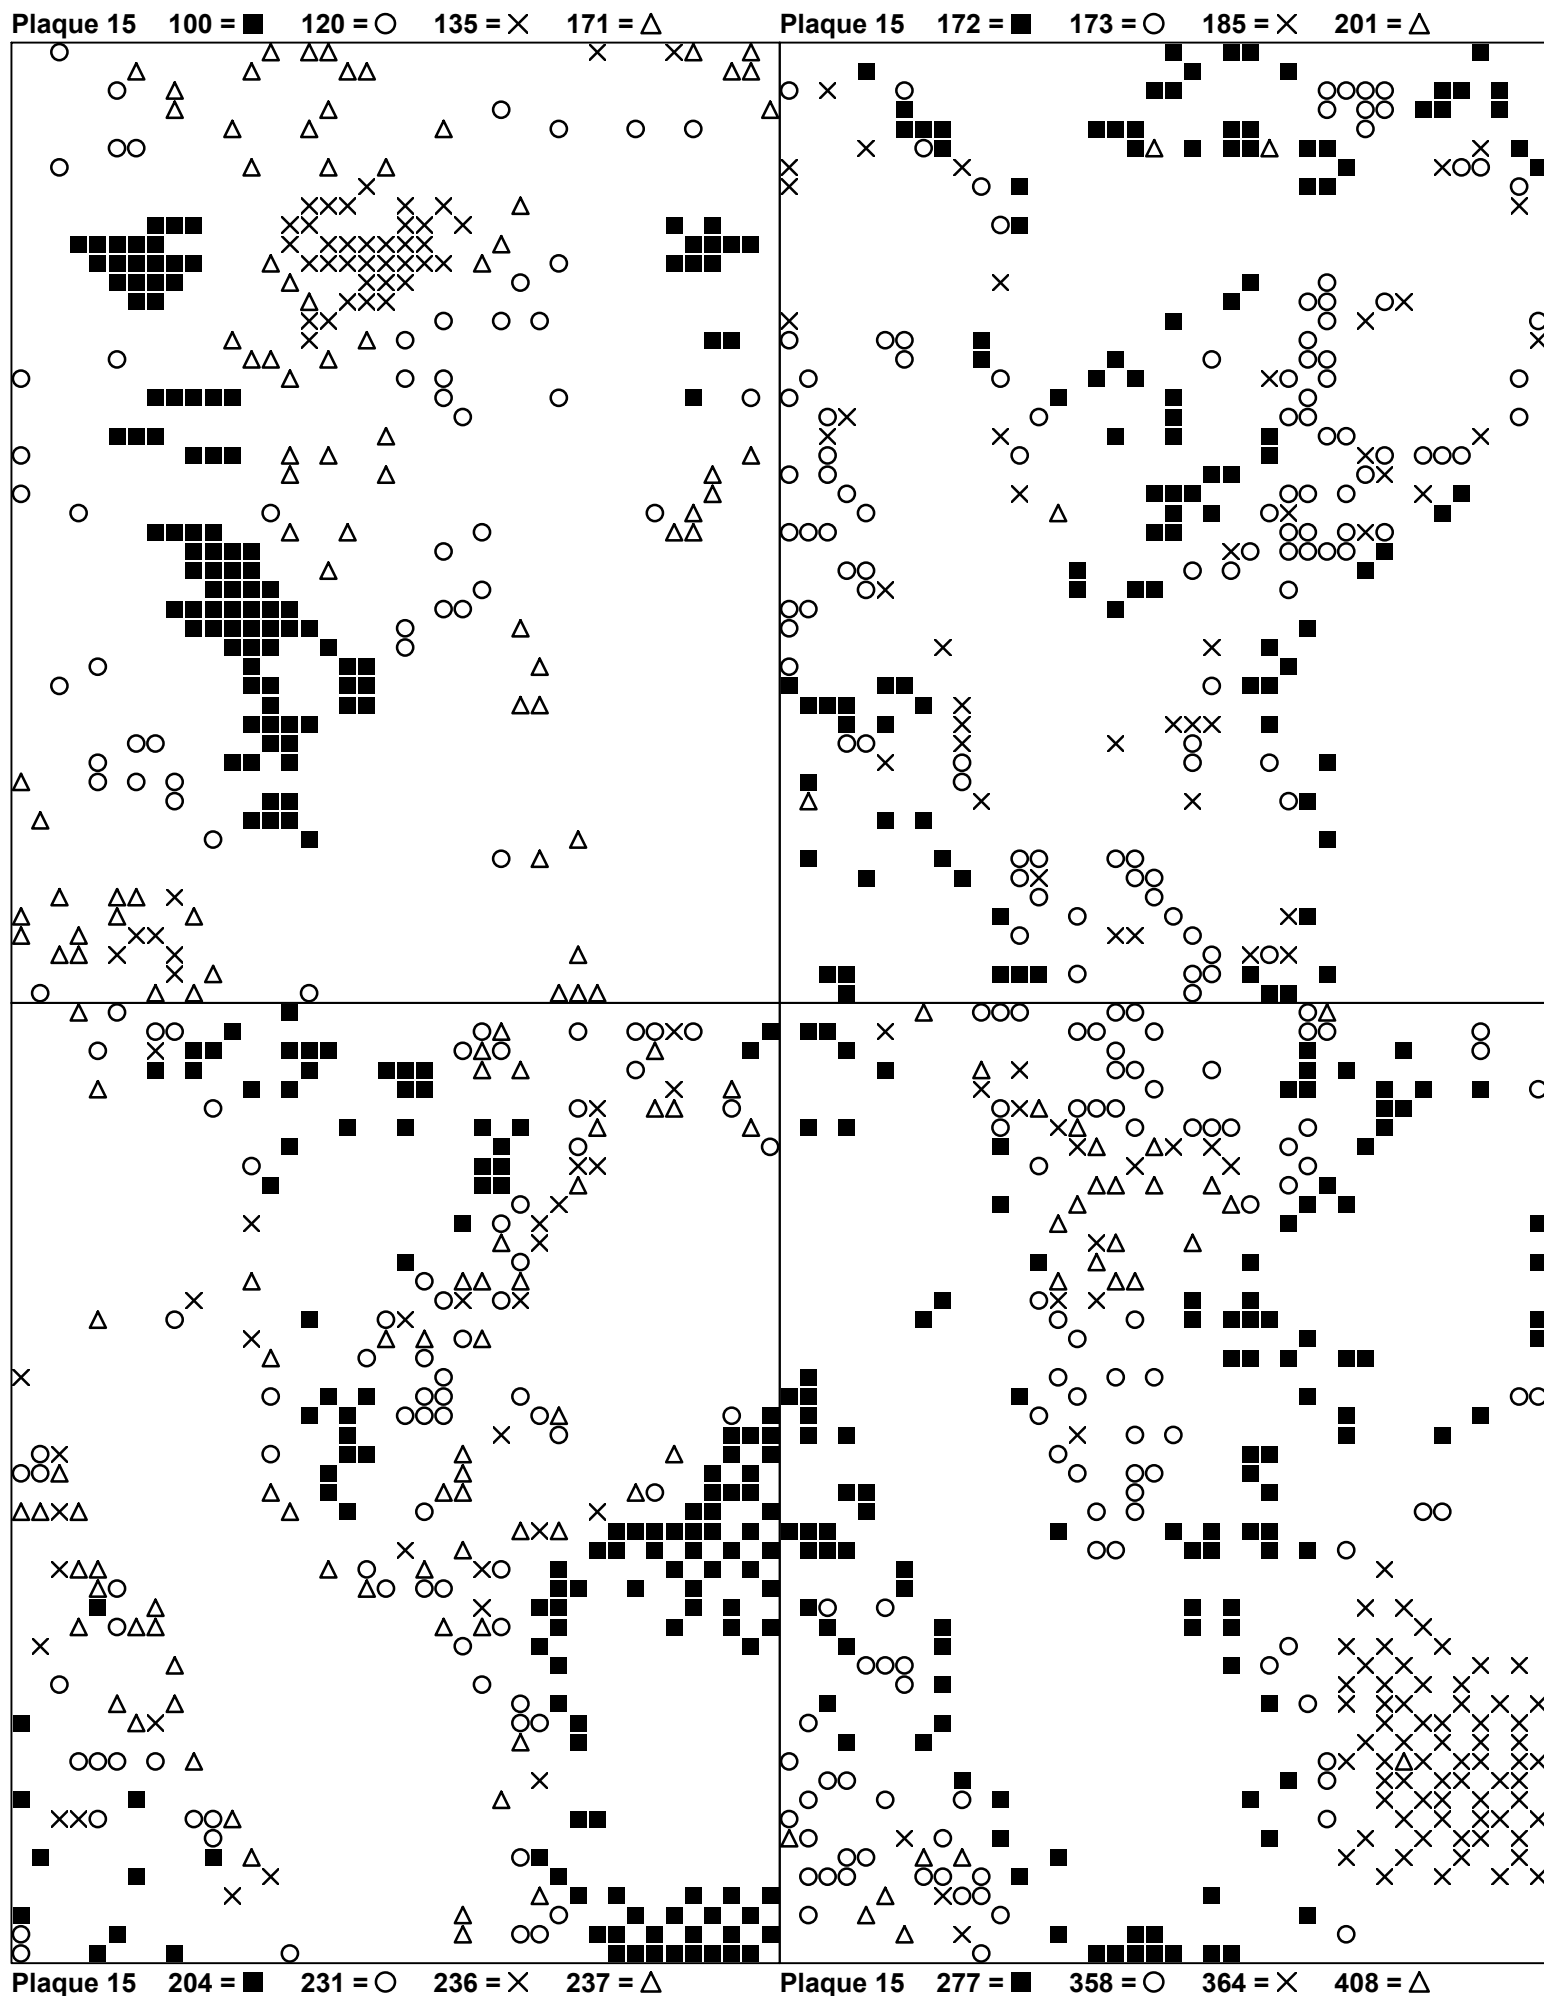 Plaque 15 100 = ■ 120 = ○ 135 = × 171 = △
Plaque 15 172 = ■ 173 = ○ 185 = × 201 = △
Plaque 15 204 = ■ 231 = ○ 236 = × 237 = △
Plaque 15 277 = ■ 358 = ○ 364 = × 408 = △